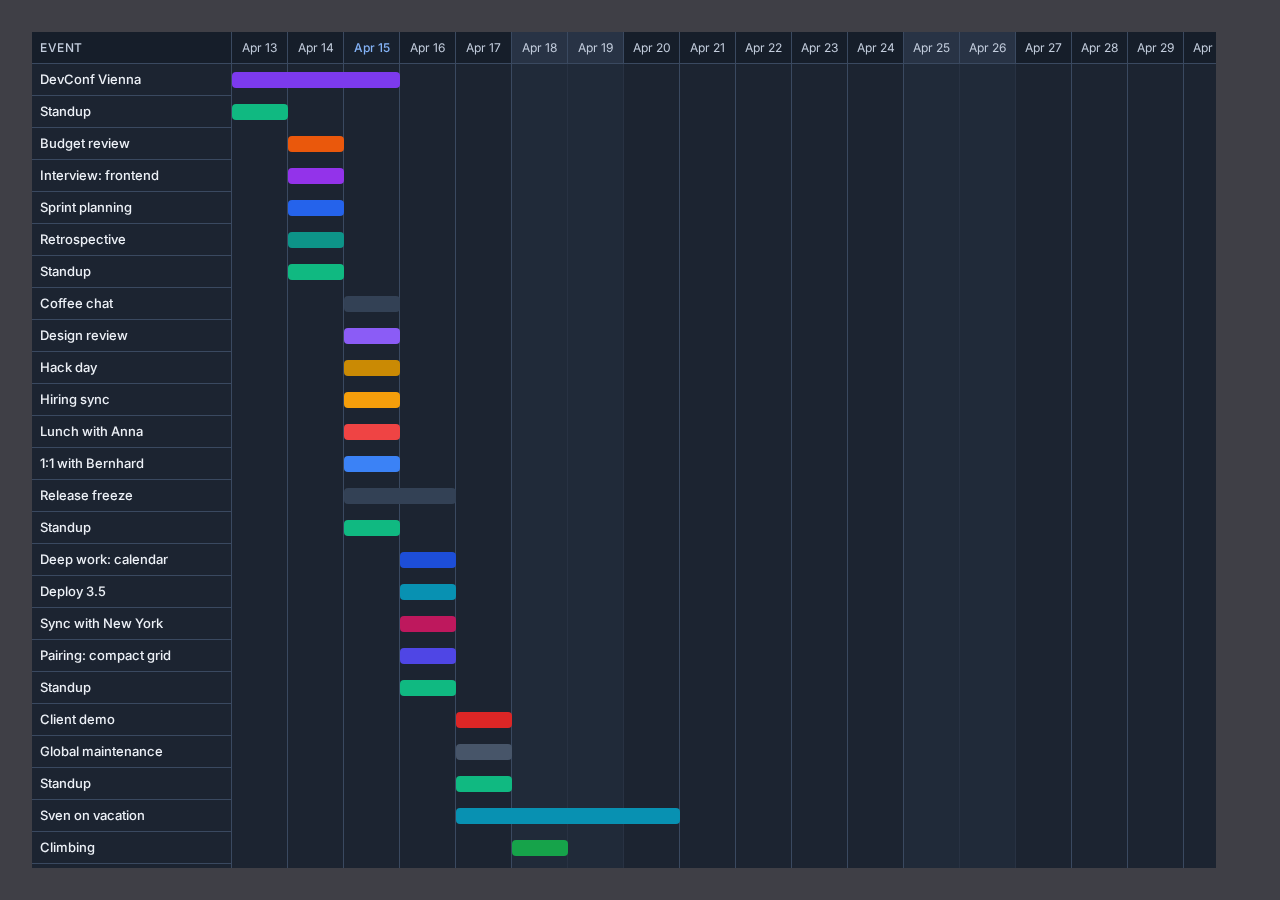 EVENT Apr 13 Apr 14 Apr 15 Apr 16 Apr 17 Apr 18 Apr 19 Apr 20 Apr 21 Apr 22 Apr 23 Apr 24 Apr 25 Apr 26 Apr 27 Apr 28 Apr 29 Apr
DevConf Vienna
Standup
Budget review
Interview: frontend
Sprint planning
Retrospective
Standup
Coffee chat
Design review
Hack day
Hiring sync
Lunch with Anna
1:1 with Bernhard
Release freeze
Standup
Deep work: calendar
Deploy 3.5
Sync with New York
Pairing: compact grid
Standup
Client demo
Global maintenance
Standup
Sven on vacation
Climbing